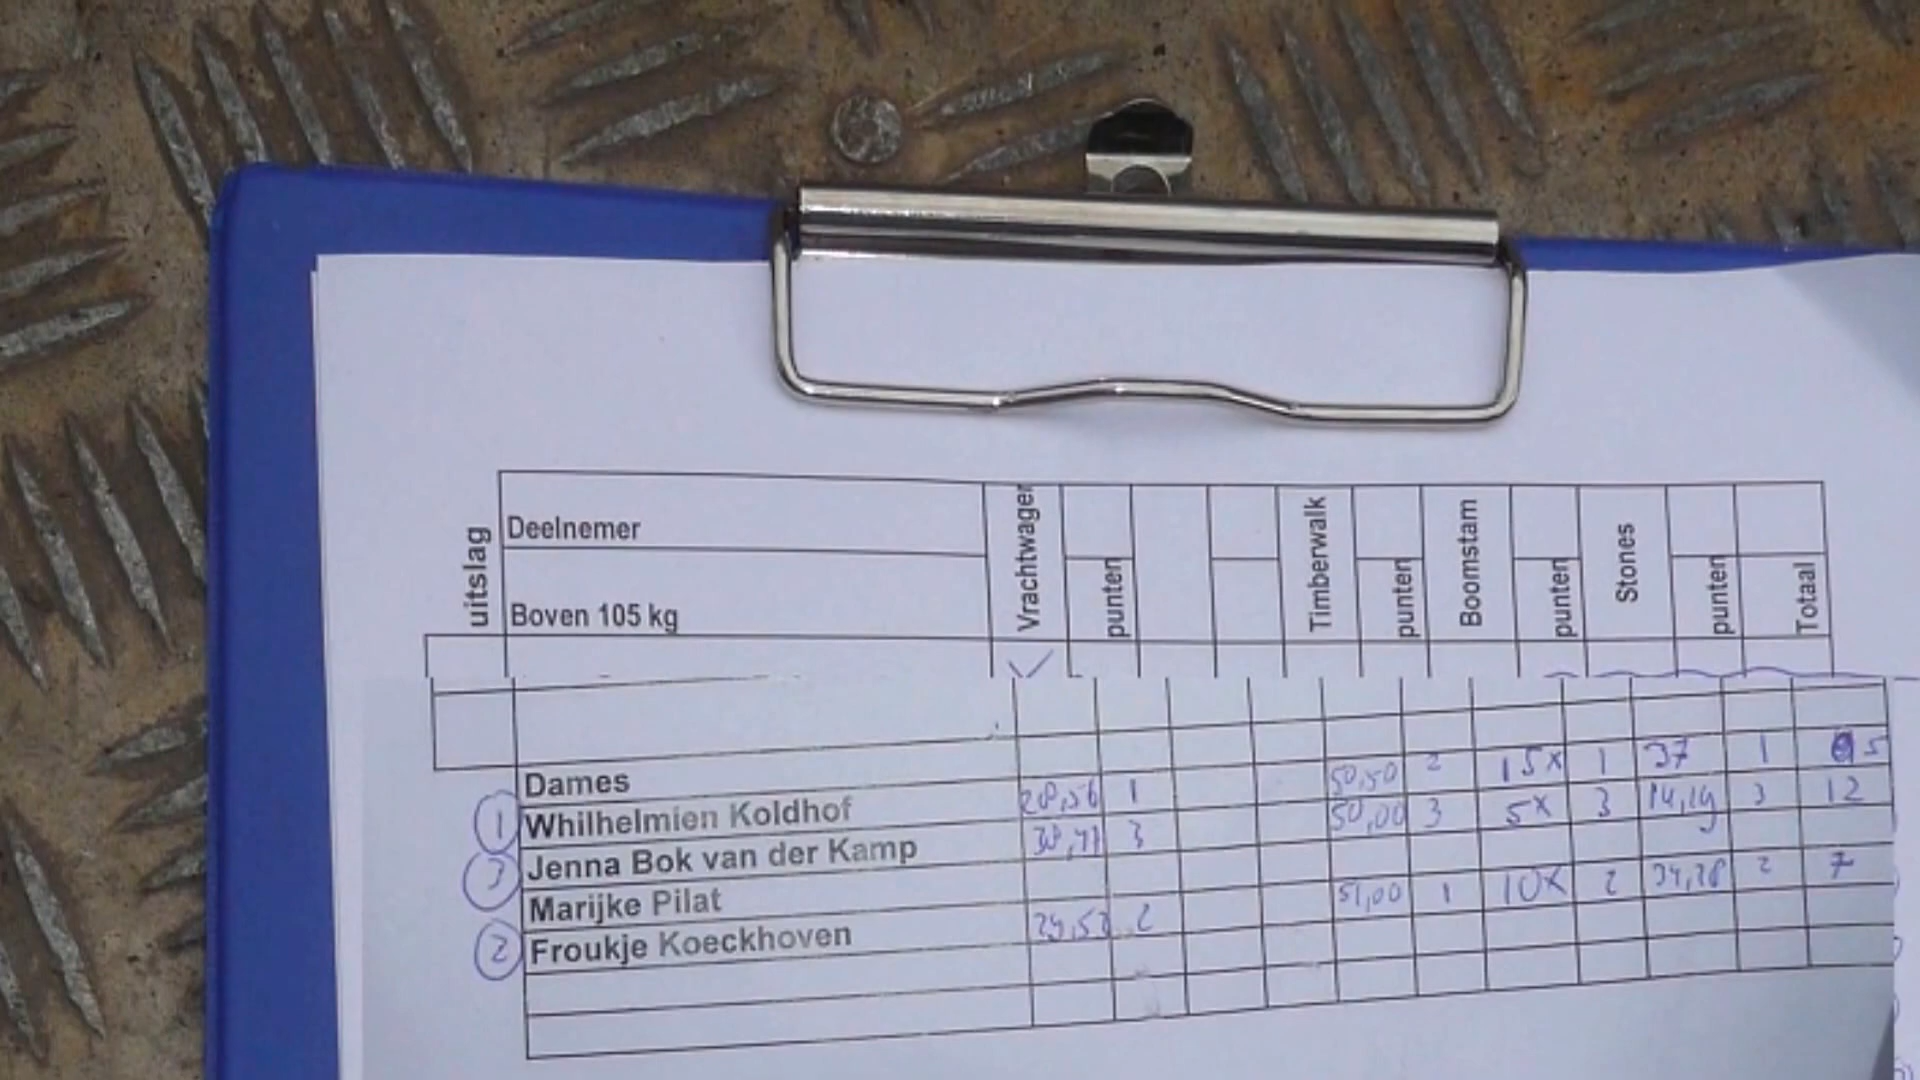 uitslag Deelnemer Vrachtwagen Timberwalk Boomstam Stones
Boven 105 kg punten punten punten punten Totaal
Dames
1 Whilhelmien Koldhof 28,56 1 50,50 2 15x 1 37 1 5
3 Jenna Bok van der Kamp 3 50,00 3 5x 3 14,19 3 12
Marijke Pilat
2 Froukje Koeckhoven 2 51,00 1 10x 2 2 7